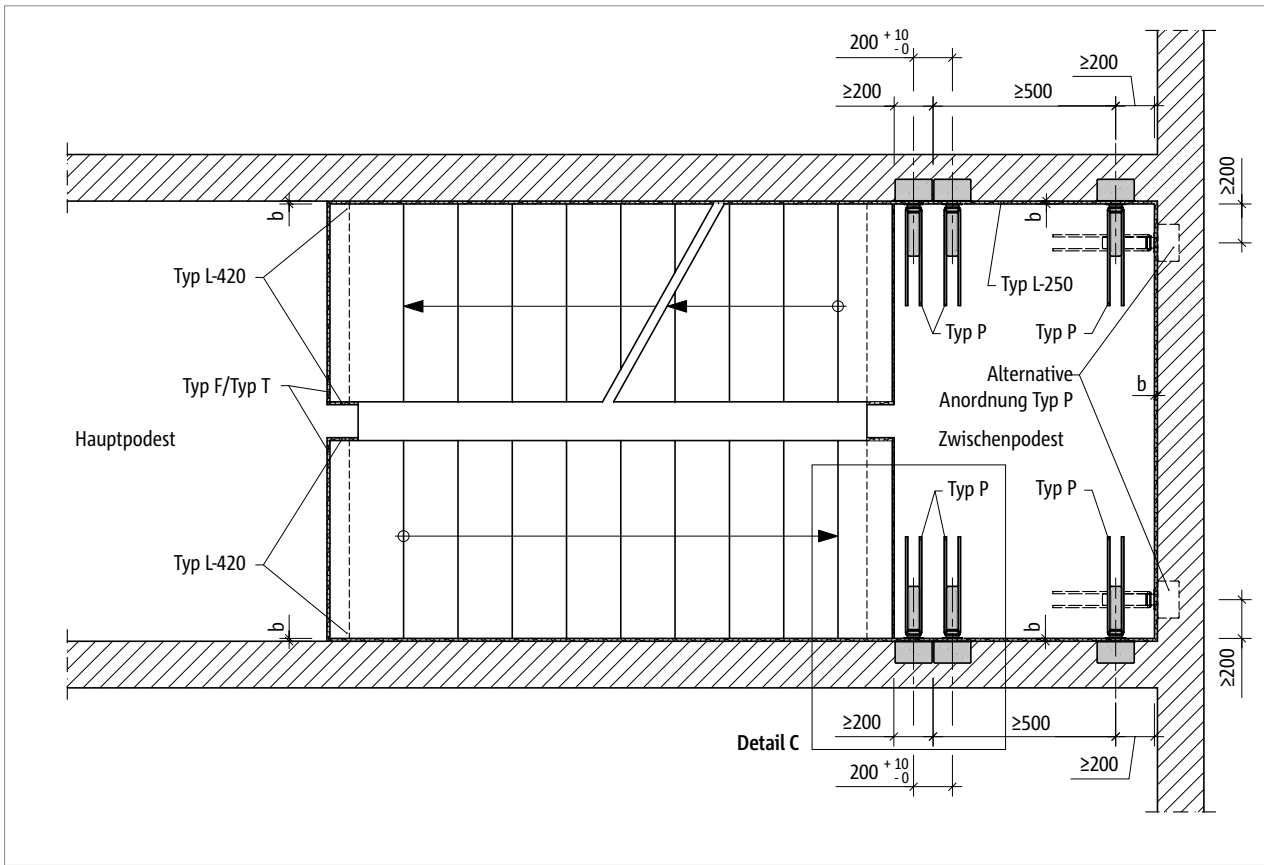 200 + 10 - 0
≥200
≥200
≥500
≥200
b
b
Typ L-420
Typ L-250
Typ P
Typ P
Typ F/Typ T
Alternative
Anordnung Typ P
b
Hauptpodest
Zwischenpodest
Typ P
Typ P
Typ L-420
b
b
≥200
≥200
≥500
Detail C
≥200
200 + 10 - 0